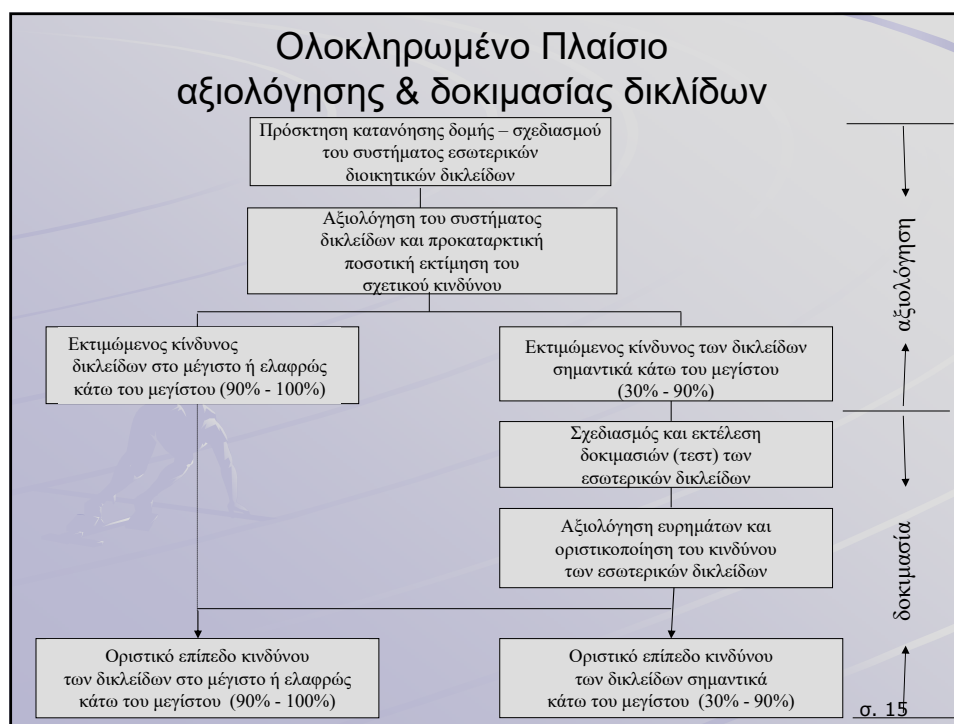 Ολοκληρωμένο Πλαίσιο
αξιολόγησης & δοκιμασίας δικλίδων
Πρόσκτηση κατανόησης δομής – σχεδιασμού
του συστήματος εσωτερικών
διοικητικών δικλείδων
Αξιολόγηση του συστήματος
δικλείδων και προκαταρκτική
ποσοτική εκτίμηση του
σχετικού κινδύνου
Εκτιμώμενος κίνδυνος
δικλείδων στο μέγιστο ή ελαφρώς
κάτω του μεγίστου (90% - 100%)
Εκτιμώμενος κίνδυνος των δικλείδων
σημαντικά κάτω του μεγίστου
(30% - 90%)
αξιολόγηση
Σχεδιασμός και εκτέλεση
δοκιμασιών (τεστ) των
εσωτερικών δικλείδων
Αξιολόγηση ευρημάτων και
οριστικοποίηση του κινδύνου
των εσωτερικών δικλείδων
δοκιμασία
Οριστικό επίπεδο κινδύνου
των δικλείδων στο μέγιστο ή ελαφρώς
κάτω του μεγίστου (90% - 100%)
Οριστικό επίπεδο κινδύνου
των δικλείδων σημαντικά
κάτω του μεγίστου (30% - 90%)
σ. 15